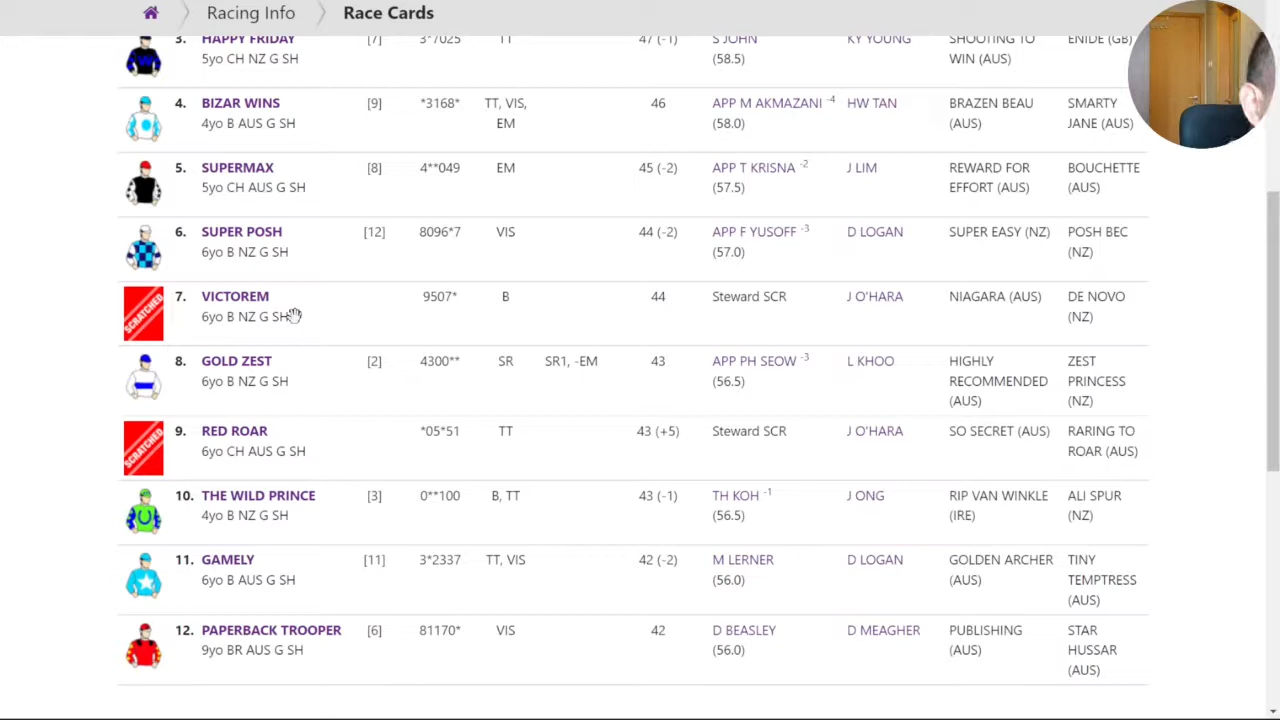 Racing Info
Race Cards
3. HAPPY FRIDAY [7] 3*7025 TT 47 (-1) S JOHN KY YOUNG SHOOTING TO ENIDE (GB)
5yo CH NZ G SH (58.5) WIN (AUS)
4. BIZAR WINS [9] *3168* TT, VIS, 46 APP M AKMAZANI -4 HW TAN BRAZEN BEAU SMARTY
4yo B AUS G SH EM (58.0) (AUS) JANE (AUS)
5. SUPERMAX [8] 4**049 EM 45 (-2) APP T KRISNA -2 J LIM REWARD FOR BOUCHETTE
5yo CH AUS G SH (57.5) EFFORT (AUS) (AUS)
6. SUPER POSH [12] 8096*7 VIS 44 (-2) APP F YUSOFF -3 D LOGAN SUPER EASY (NZ) POSH BEC
6yo B NZ G SH (57.0) (NZ)
SCRATCHED 7. VICTOREM 9507* B 44 Steward SCR J O'HARA NIAGARA (AUS) DE NOVO
6yo B NZ G SH (NZ)
8. GOLD ZEST [2] 4300** SR SR1, -EM 43 APP PH SEOW -3 L KHOO HIGHLY ZEST
6yo B NZ G SH (56.5) RECOMMENDED PRINCESS
(AUS) (NZ)
SCRATCHED 9. RED ROAR *05*51 TT 43 (+5) Steward SCR J O'HARA SO SECRET (AUS) RARING TO
6yo CH AUS G SH ROAR (AUS)
10. THE WILD PRINCE [3] 0**100 B, TT 43 (-1) TH KOH -1 J ONG RIP VAN WINKLE ALI SPUR
4yo B NZ G SH (56.5) (IRE) (NZ)
11. GAMELY [11] 3*2337 TT, VIS 42 (-2) M LERNER D LOGAN GOLDEN ARCHER TINY
6yo B AUS G SH (56.0) (AUS) TEMPTRESS
(AUS)
12. PAPERBACK TROOPER [6] 81170* VIS 42 D BEASLEY D MEAGHER PUBLISHING STAR
9yo BR AUS G SH (56.0) (AUS) HUSSAR
(AUS)